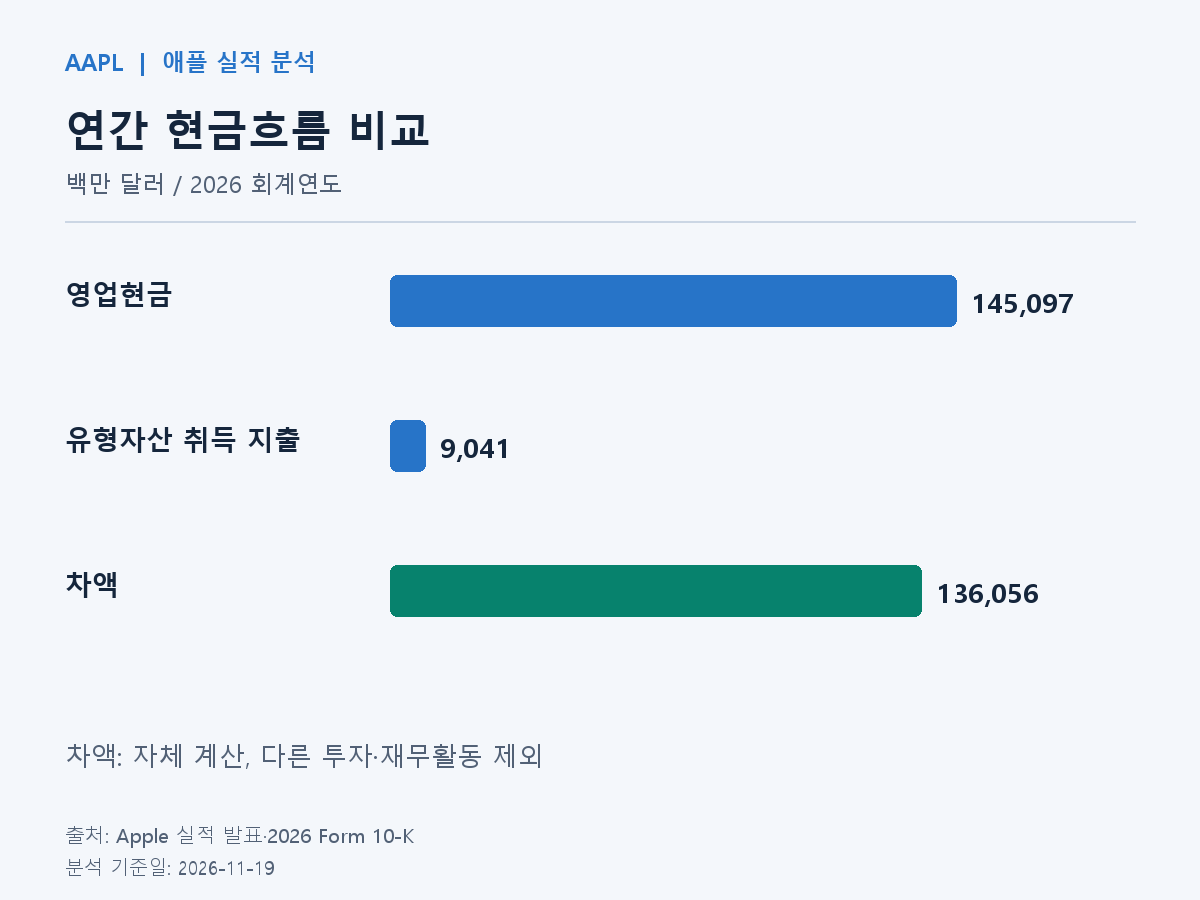 AAPL | 애플 실적 분석
연간 현금흐름 비교
백만 달러 / 2026 회계연도
영업현금 145,097
유형자산 취득 지출 9,041
차액 136,056
차액: 자체 계산, 다른 투자·재무활동 제외
출처: Apple 실적 발표·2026 Form 10-K
분석 기준일: 2026-11-19